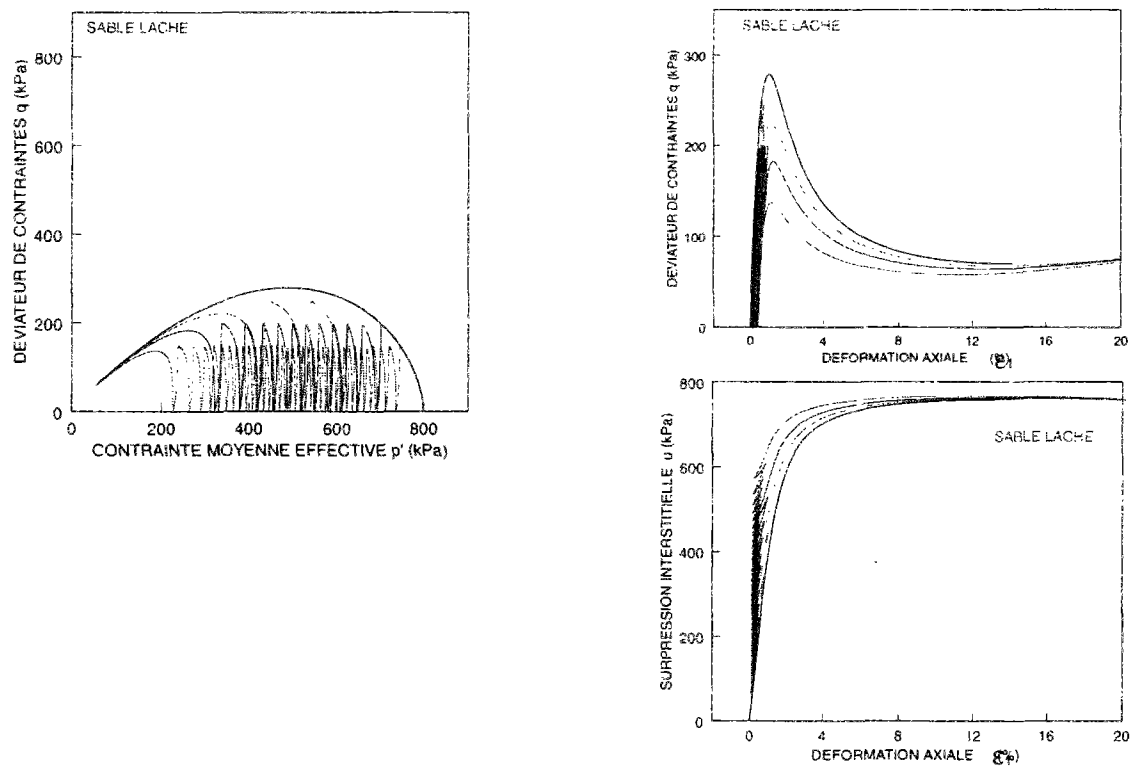 SABLE LACHE
DEVIATEUR DE CONTRAINTES q (kPa)
800
600
400
200
0
0 200 400 600 800
CONTRAINTE MOYENNE EFFECTIVE p' (kPa)
SABLE LACHE
DEVIATEUR DE CONTRAINTES q (kPa)
300
200
100
0
0 4 8 12 16 20
DEFORMATION AXIALE
SABLE LACHE
SURPRESSION INTERSTITIELLE u (kPa)
800
600
400
200
0
0 4 8 12 16 20
DEFORMATION AXIALE